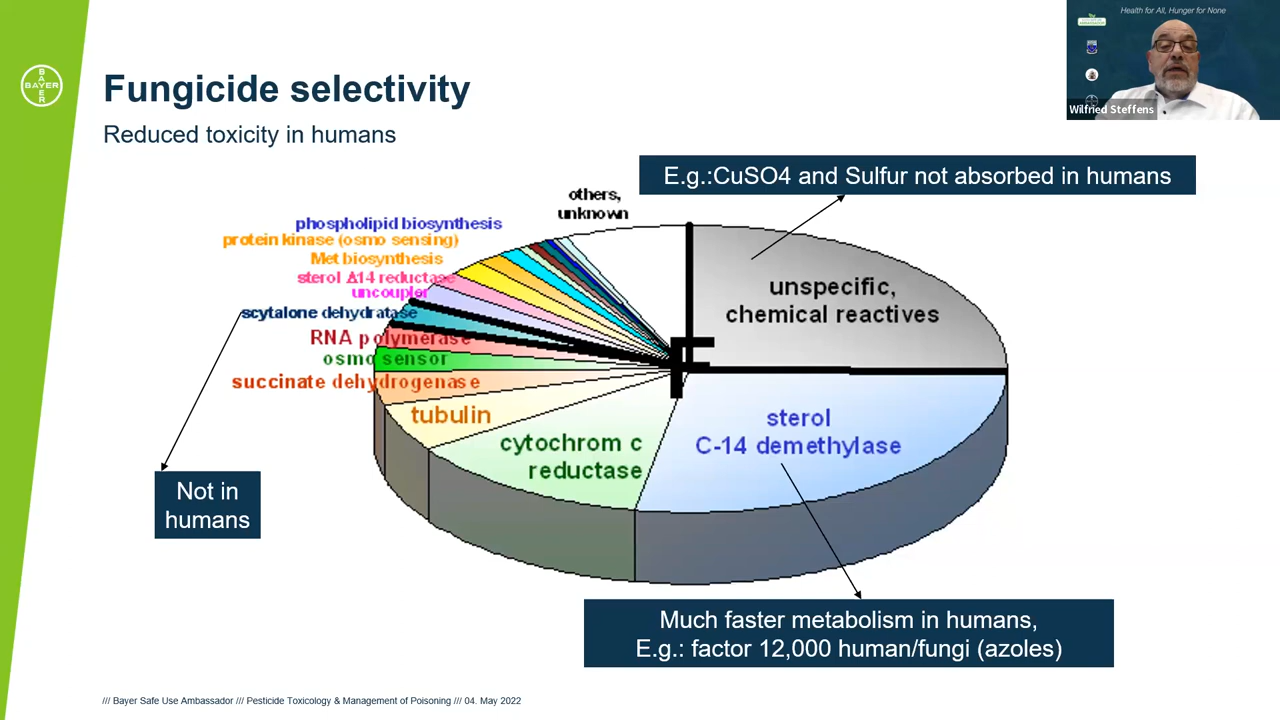 Health for All, Hunger for None
Wilfried Steffens
BAYER
BAYER
Fungicide selectivity
Reduced toxicity in humans
E.g.:CuSO4 and Sulfur not absorbed in humans
others,
unknown
phospholipid biosynthesis
protein kinase (osmo sensing)
Met biosynthesis
sterol Δ14 reductase
uncoupler
scytalone dehydratase
RNA polymerase
osmo sensor
succinate dehydrogenase
tubulin
cytochrom c
reductase
unspecific,
chemical reactives
sterol
C-14 demethylase
Not in
humans
Much faster metabolism in humans,
E.g.: factor 12,000 human/fungi (azoles)
/// Bayer Safe Use Ambassador /// Pesticide Toxicology & Management of Poisoning /// 04. May 2022